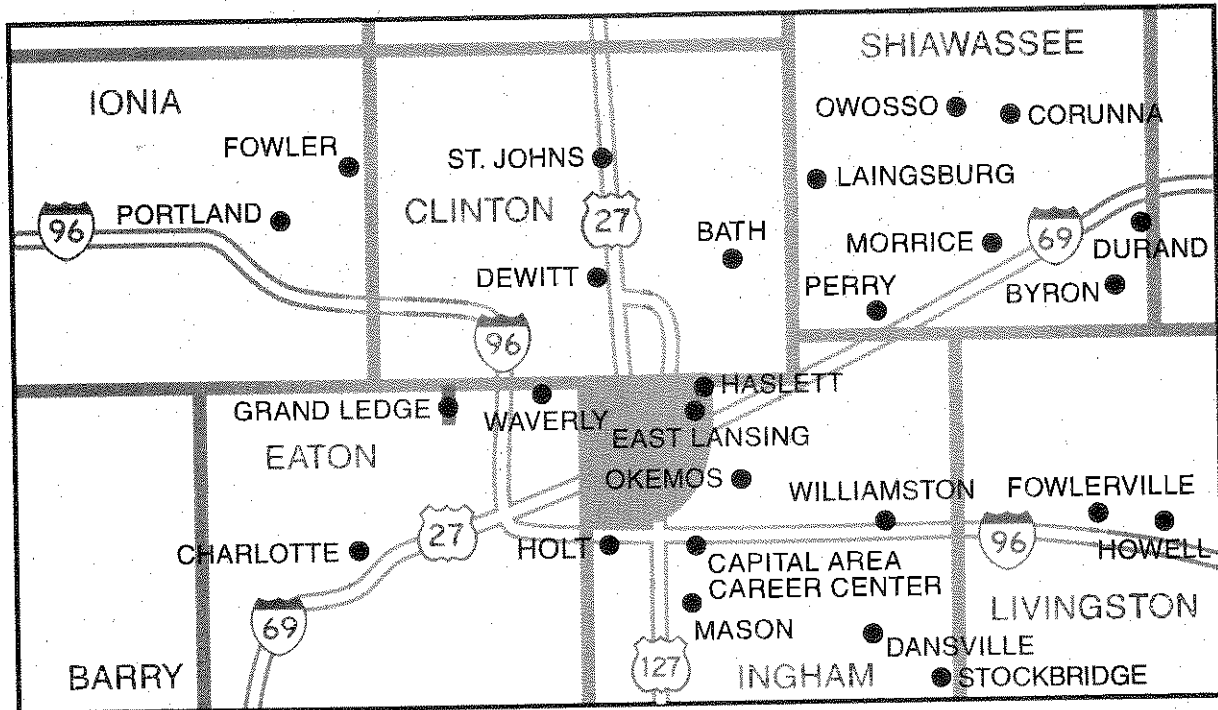 SHIAWASSEE
IONIA
OWOSSO
CORUNNA
FOWLER
ST. JOHNS
LAINGSBURG
PORTLAND
96
CLINTON
27
BATH
MORRICE
69
DURAND
DEWITT
PERRY
BYRON
96
HASLETT
GRAND LEDGE
WAVERLY
EAST LANSING
EATON
OKEMOS
WILLIAMSTON
FOWLERVILLE
27
CHARLOTTE
HOLT
96
HOWELL
CAPITAL AREA
CAREER CENTER
69
MASON
LIVINGSTON
DANSVILLE
BARRY
127
INGHAM
STOCKBRIDGE